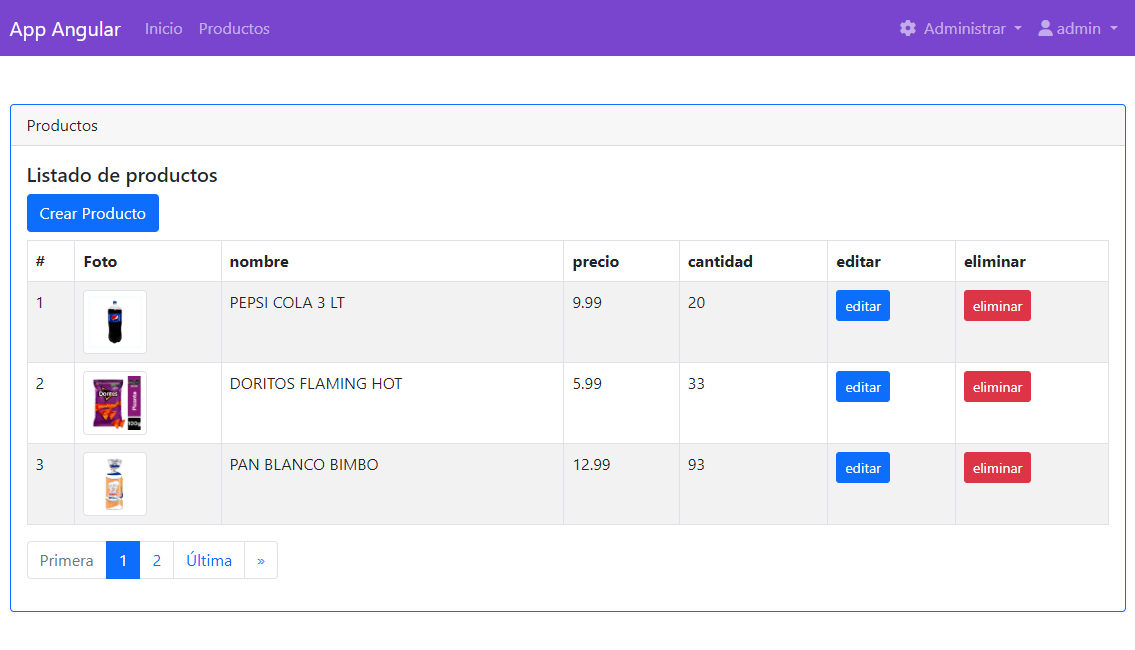 App Angular Inicio Productos Administrar admin
Productos
Listado de productos
Crear Producto
# Foto nombre precio cantidad editar eliminar
1 PEPSI COLA 3 LT 9.99 20 editar eliminar
2 Doritos DORITOS FLAMING HOT 5.99 33 editar eliminar
3 PAN BLANCO BIMBO 12.99 93 editar eliminar
Primera 1 2 Última »